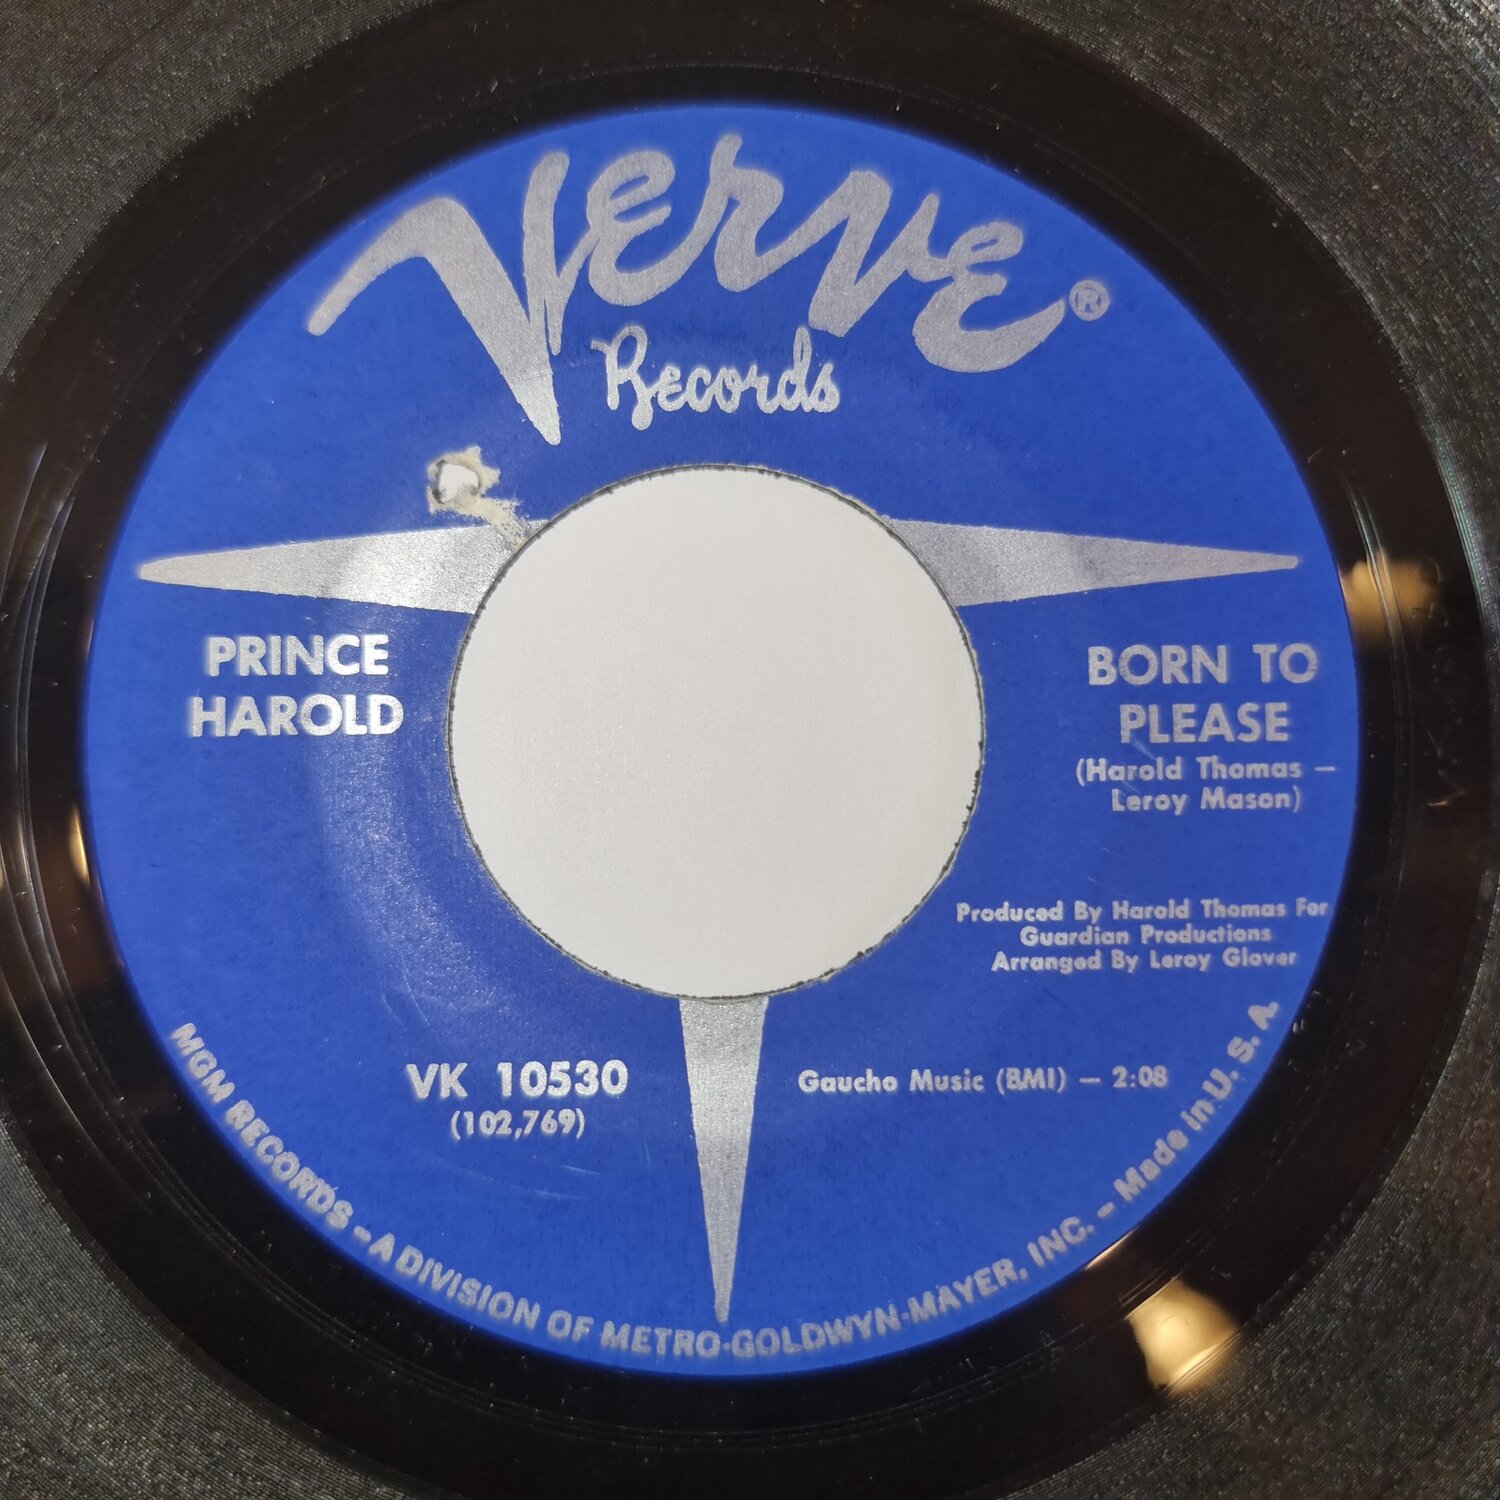 Verve®
Records
PRINCE
HAROLD
BORN TO
PLEASE
(Harold Thomas –
Leroy Mason)
Produced By Harold Thomas For
Guardian Productions
Arranged By Leroy Glover
VK 10530
(102,769)
Gaucho Music (BMI) – 2:08
MGM RECORDS – A DIVISION OF METRO-GOLDWYN-MAYER, INC. – Made in U. S. A.